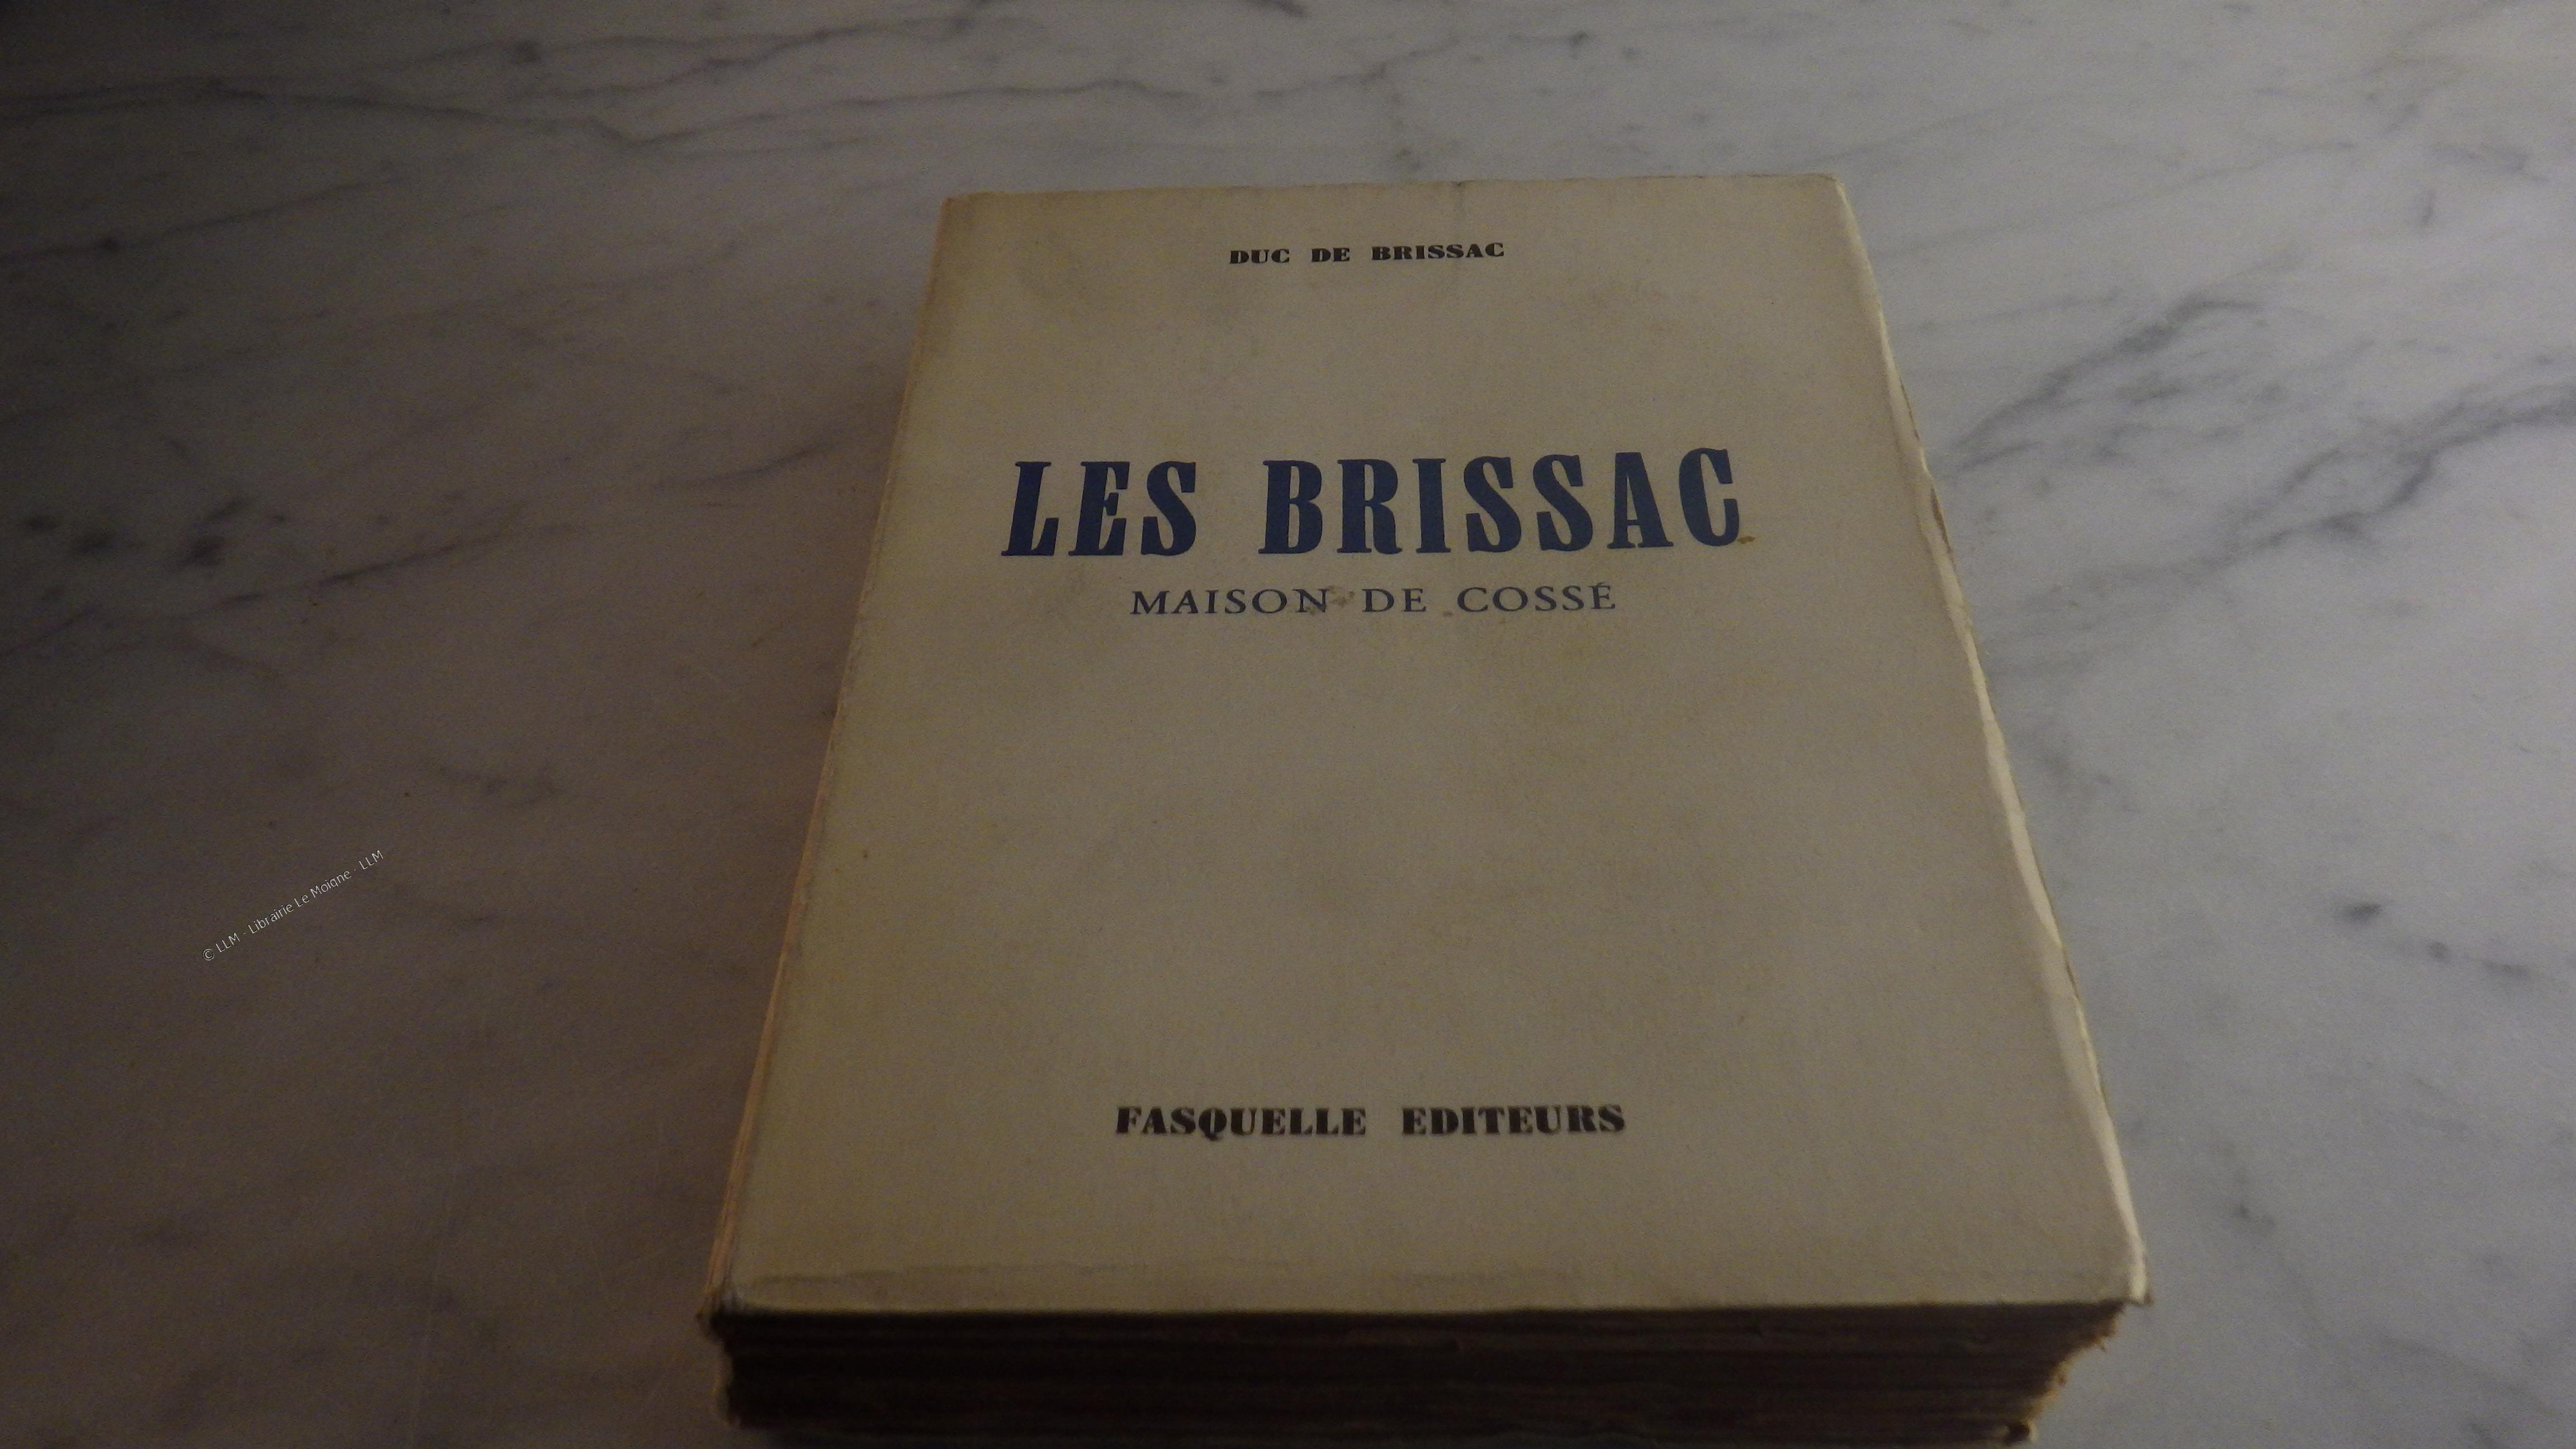 DUC DE BRISSAC
LES BRISSAC
MAISON DE COSSÉ
© LLM - Librairie Le Moigne - LLM
FASQUELLE EDITEURS